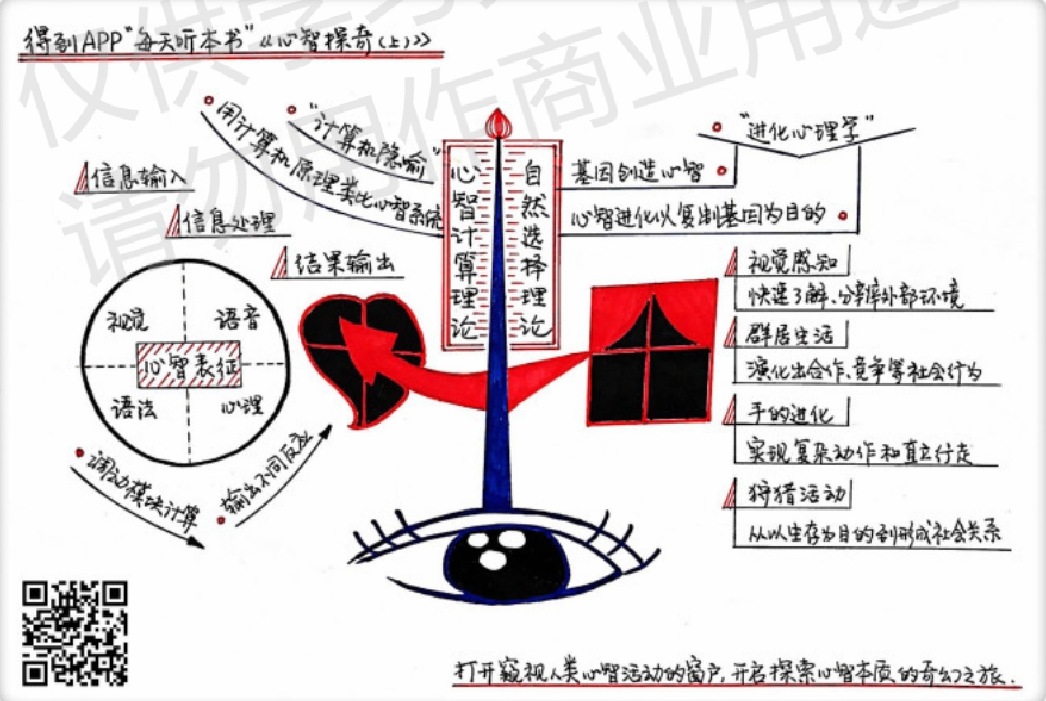 得到APP"每天听本书"《心智探奇(上)》
仅供学习
请勿用作商业用途
用计算机原理类比心智系统
"计算机隐喻"
信息输入
信息处理
结果输出
心智计算理论
自然选择理论
"进化心理学"
基因创造心智
心智进化以复制基因为目的
视觉
语音
心智表征
语法
心理
调动模块计算
输出不同反应
视觉感知
快速了解、分享外部环境
群居生活
演化出合作、竞争等社会行为
手的进化
实现复杂动作和直立行走
狩猎活动
从以生存为目的到形成社会关系
打开窥视人类心智活动的窗户,开启探索心智本质的奇幻之旅.